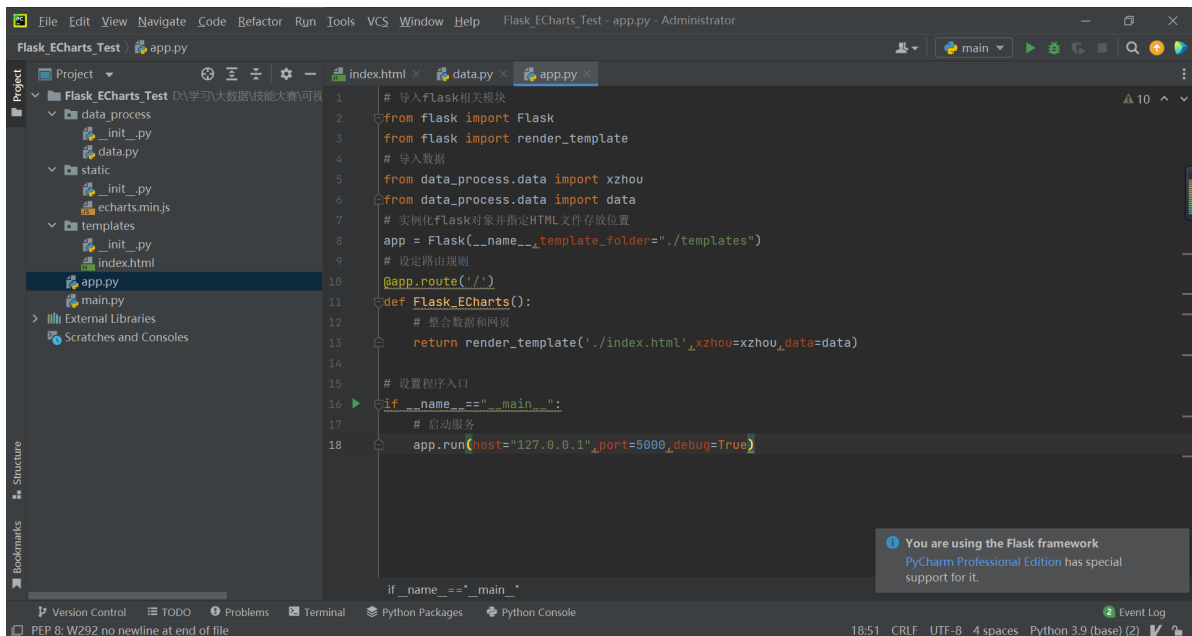 File Edit View Navigate Code Refactor Run Tools VCS Window Help Flask_ECharts_Test - app.py - Administrator
Flask_ECharts_Test app.py main
Project index.html data.py app.py
Project
Flask_ECharts_Test D:\学习\大数据\技能大赛\可视
data_process
__init__.py
data.py
static
__init__.py
echarts.min.js
templates
__init__.py
index.html
app.py
main.py
External Libraries
Scratches and Consoles
10
1 # 导入flask相关模块
2 from flask import Flask
3 from flask import render_template
4 # 导入数据
5 from data_process.data import xzhou
6 from data_process.data import data
7 # 实例化flask对象并指定HTML文件存放位置
8 app = Flask(__name__,template_folder="./templates")
9 # 设定路由规则
10 @app.route('/')
11 def Flask_ECharts():
12 # 整合数据和网页
13 return render_template('./index.html',xzhou=xzhou,data=data)
14
15 # 设置程序入口
16 if __name__=="__main__":
17 # 启动服务
18 app.run(host="127.0.0.1",port=5000,debug=True)
Structure
Bookmarks
You are using the Flask framework
PyCharm Professional Edition has special
support for it.
if __name__=="__main__"
Version Control TODO Problems Terminal Python Packages Python Console 2 Event Log
PEP 8: W292 no newline at end of file 18:51 CRLF UTF-8 4 spaces Python 3.9 (base) (2)